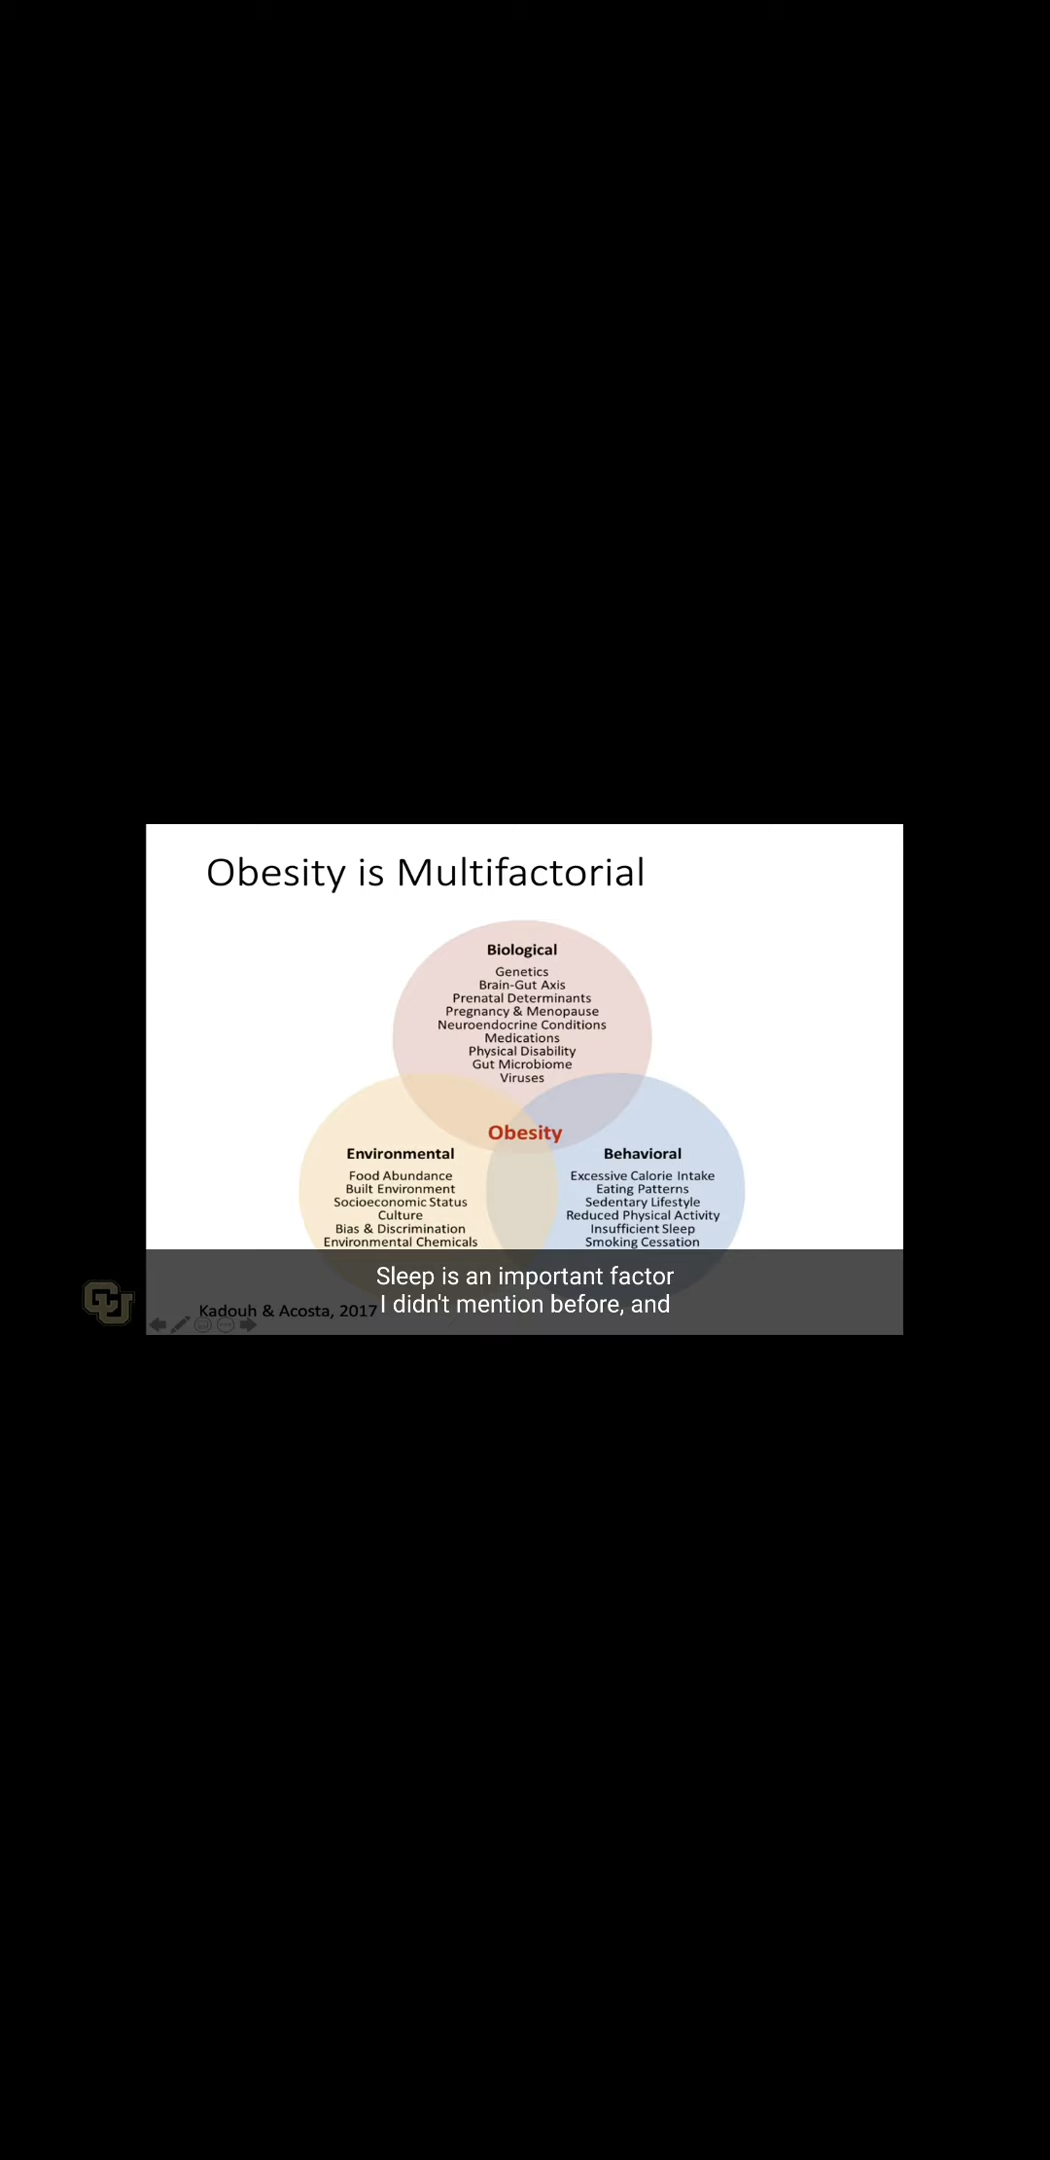 Obesity is Multifactorial
Biological
Genetics
Brain-Gut Axis
Prenatal Determinants
Pregnancy & Menopause
Neuroendocrine Conditions
Medications
Physical Disability
Gut Microbiome
Viruses
Obesity
Environmental
Food Abundance
Built Environment
Socioeconomic Status
Culture
Bias & Discrimination
Environmental Chemicals
Behavioral
Excessive Calorie Intake
Eating Patterns
Sedentary Lifestyle
Reduced Physical Activity
Insufficient Sleep
Smoking Cessation
Sleep is an important factor
I didn't mention before, and
CU
Kadouh & Acosta, 2017